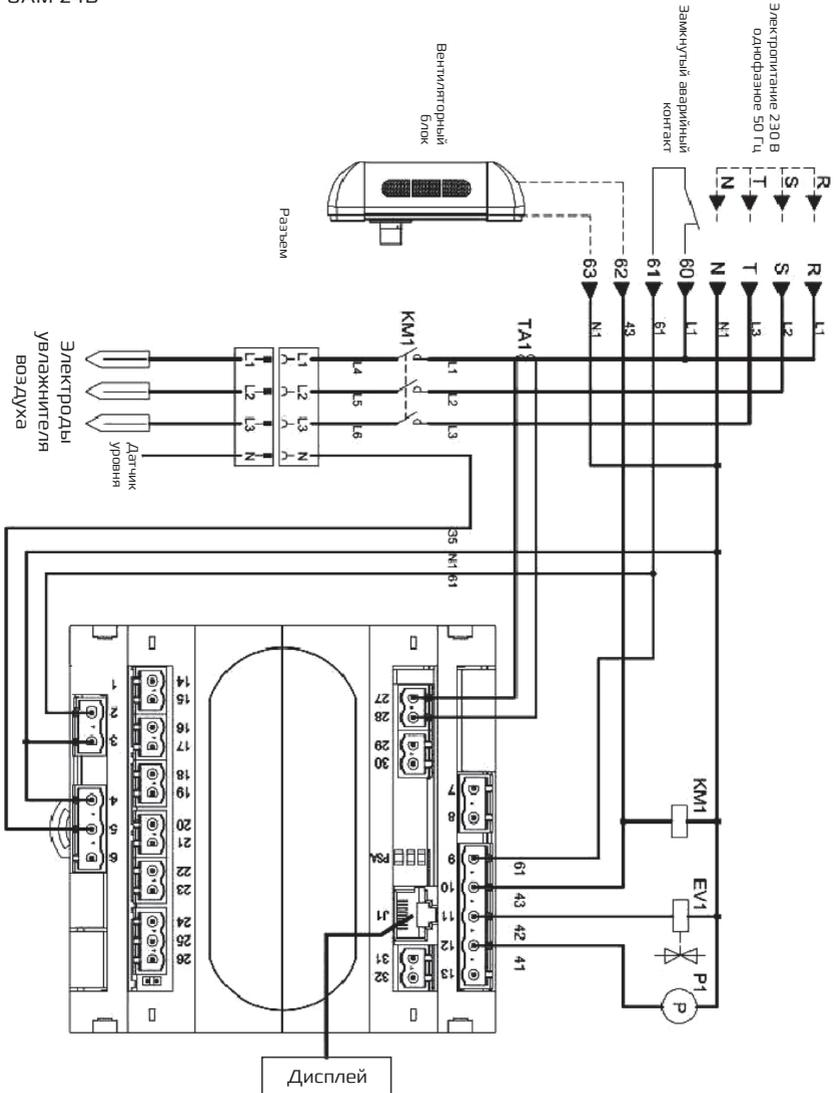 Электропитание 230 В
однофазное 50 Гц
Замкнутый аварийный
контакт
Вентиляторный
блок
Разъем
R
S
T
N
R
S
T
N
60
61
62
63
L1
L2
L3
N1
L1
61
43
N1
TA1
KM1
L1
L2
L3
L4
L5
L6
L1
L2
L3
N
L1
L2
L3
N
Электроды
увлажнителя
воздуха
Датчик
уровня
35
N1
61
1
2
3
4
5
6
14
15
16
17
18
19
20
21
22
23
24
25
26
27
28
29
30
PSA
J1
31
32
7
8
9
10
11
12
13
61
43
42
41
KM1
EV1
P1
P
Дисплей